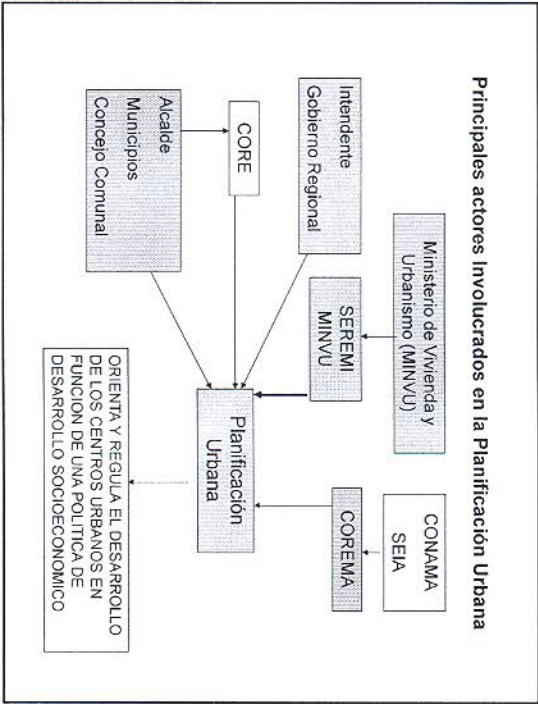 Principales actores Involucrados en la Planificación Urbana
Ministerio de Vivienda y
Urbanismo (MINVU)
CONAMA
SEIA
Intendente
Gobierno Regional
SEREMI
MINVU
COREMA
CORE
Planificación
Urbana
Alcalde
Municipios
Concejo Comunal
ORIENTA Y REGULA EL DESARROLLO
DE LOS CENTROS URBANOS EN
FUNCION DE UNA POLITICA DE
DESARROLLO SOCIOECONOMICO